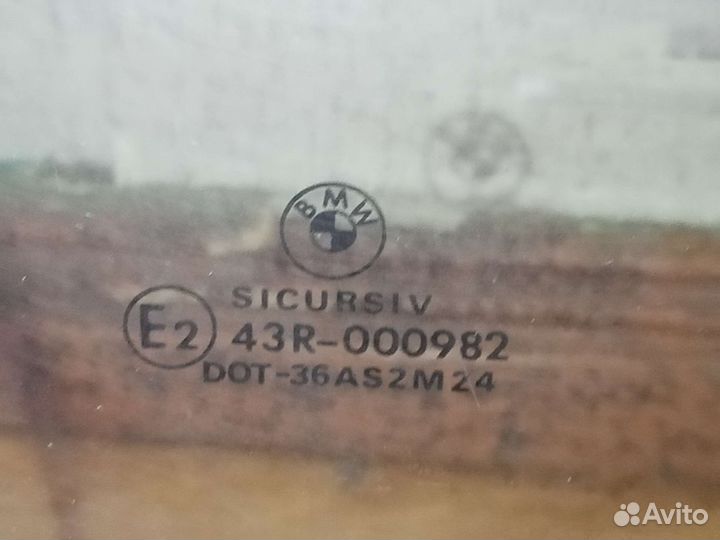 BMW
SICURSIV
E2 43R-000982
DOT-36AS2M24
Avito